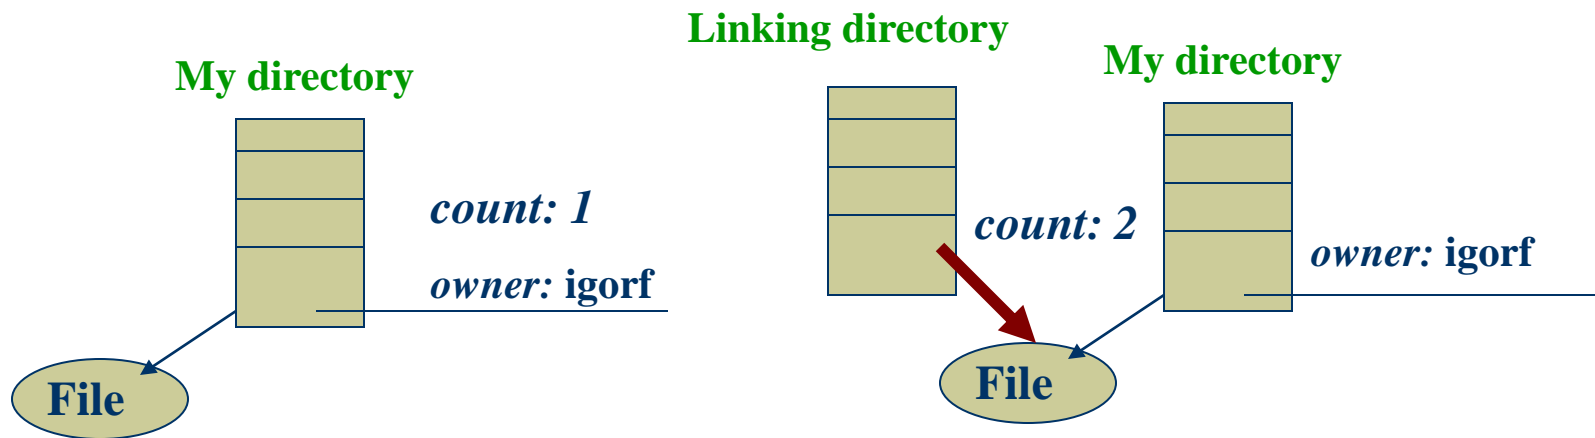 My directory
count: 1
owner: igorf
File
Linking directory
My directory
count: 2
owner: igorf
File